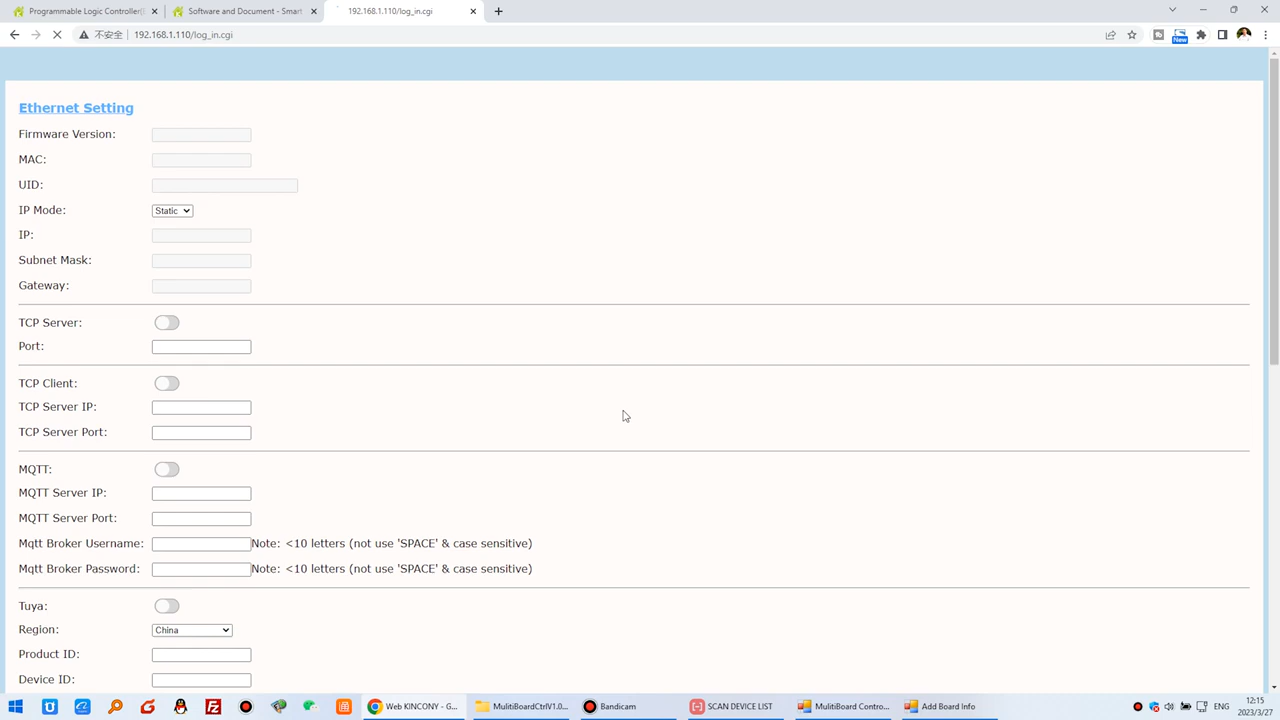 Programmable Logic Controller(
Software and Document - Smart
192.168.1.110/log_in.cgi
不安全
192.168.1.110/log_in.cgi
New
Ethernet Setting
Firmware Version:
MAC:
UID:
IP Mode: Static
IP:
Subnet Mask:
Gateway:
TCP Server:
Port:
TCP Client:
TCP Server IP:
TCP Server Port:
MQTT:
MQTT Server IP:
MQTT Server Port:
Mqtt Broker Username: Note: <10 letters (not use 'SPACE' & case sensitive)
Mqtt Broker Password: Note: <10 letters (not use 'SPACE' & case sensitive)
Tuya:
Region: China
Product ID:
Device ID:
Web KINCONY - G...
MulitiBoardCtrlV1.0...
Bandicam
SCAN DEVICE LIST
MulitiBoard Contro...
Add Board Info
ENG
12:15
2023/3/27